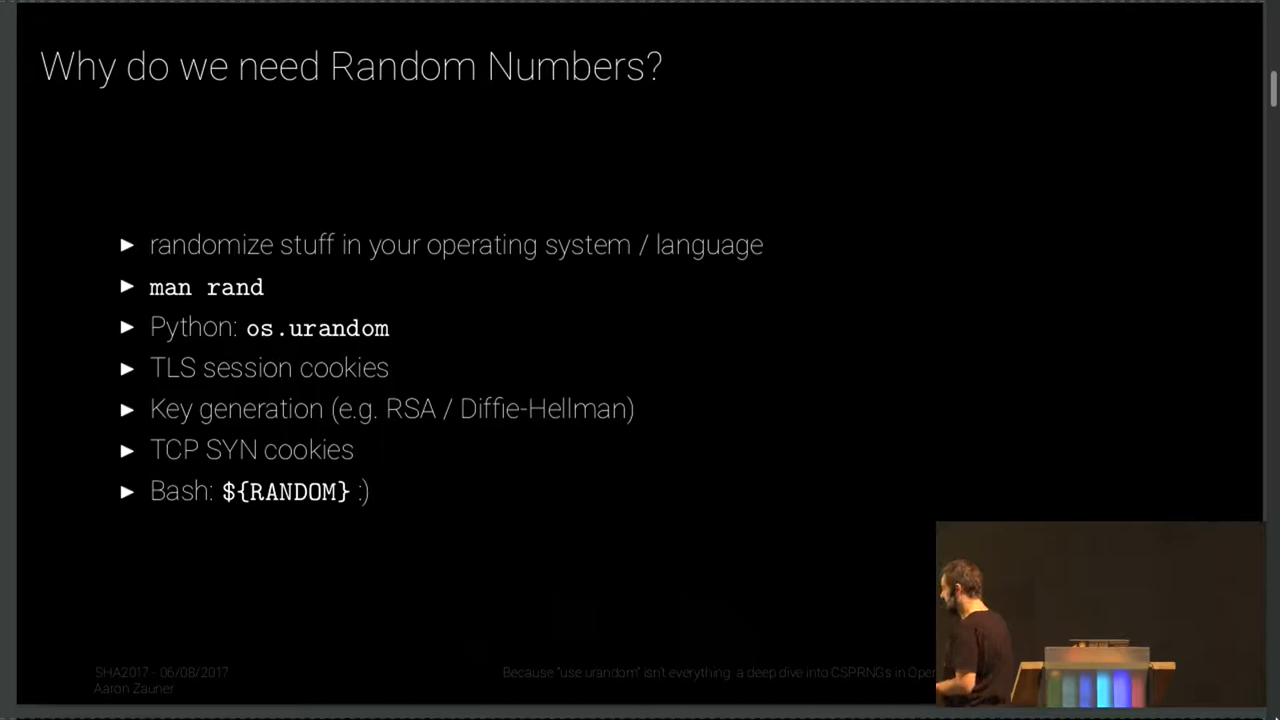 Why do we need Random Numbers?
► randomize stuff in your operating system / language
► man rand
► Python: os.urandom
► TLS session cookies
► Key generation (e.g. RSA / Diffie-Hellman)
► TCP SYN cookies
► Bash: ${RANDOM} :)
SHA2017 - 06/08/2017
Aaron Zauner
Because "use urandom" isn't everything: a deep dive into CSPRNGs in Oper